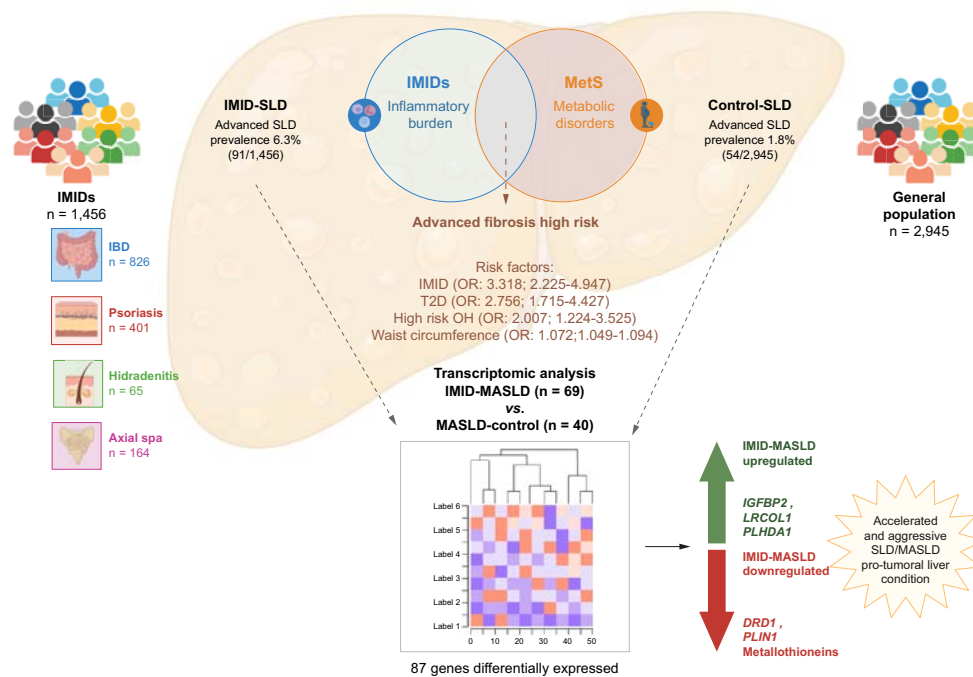 IMIDs
Inflammatory
burden
MetS
Metabolic
disorders
IMID-SLD
Advanced SLD
prevalence 6.3%
(91/1,456)
Control-SLD
Advanced SLD
prevalence 1.8%
(54/2,945)
IMIDs
n = 1,456
General
population
n = 2,945
IBD
n = 826
Psoriasis
n = 401
Hidradenitis
n = 65
Axial spa
n = 164
Advanced fibrosis high risk
Risk factors:
IMID (OR: 3.318; 2.225-4.947)
T2D (OR: 2.756; 1.715-4.427)
High risk OH (OR: 2.007; 1.224-3.525)
Waist circumference (OR: 1.072;1.049-1.094)
Transcriptomic analysis
IMID-MASLD (n = 69)
vs.
MASLD-control (n = 40)
Label 6
Label 5
Label 4
Label 3
Label 2
Label 1
0 10 20 30 40 50
87 genes differentially expressed
IMID-MASLD
upregulated
IGFBP2 ,
LRCOL1
PLHDA1
IMID-MASLD
downregulated
DRD1 ,
PLIN1
Metallothioneins
Accelerated
and aggressive
SLD/MASLD
pro-tumoral liver
condition